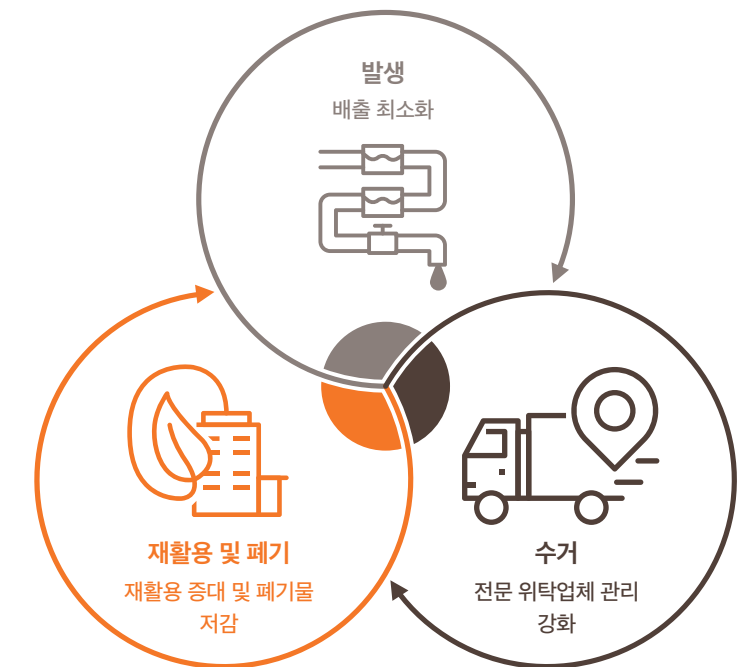 발생
배출 최소화
재활용 및 폐기
재활용 증대 및 폐기물
저감
수거
전문 위탁업체 관리
강화